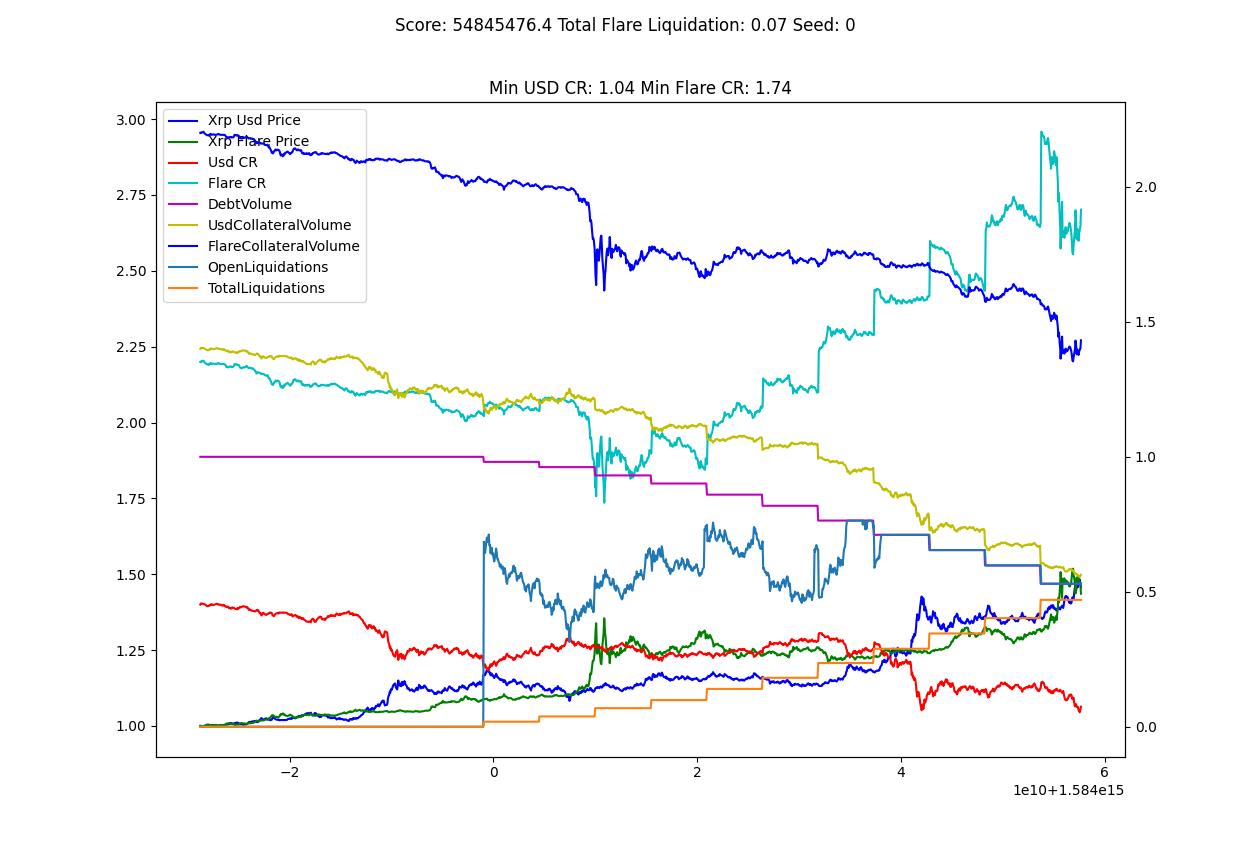 Score: 54845476.4 Total Flare Liquidation: 0.07 Seed: 0
Min USD CR: 1.04 Min Flare CR: 1.74
Xrp Usd Price
Xrp Flare Price
Usd CR
Flare CR
DebtVolume
UsdCollateralVolume
FlareCollateralVolume
OpenLiquidations
TotalLiquidations
3.00
2.75
2.50
2.25
2.00
1.75
1.50
1.25
1.00
2.0
1.5
1.0
0.5
0.0
−2 0 2 4 6
1e10+1.584e15